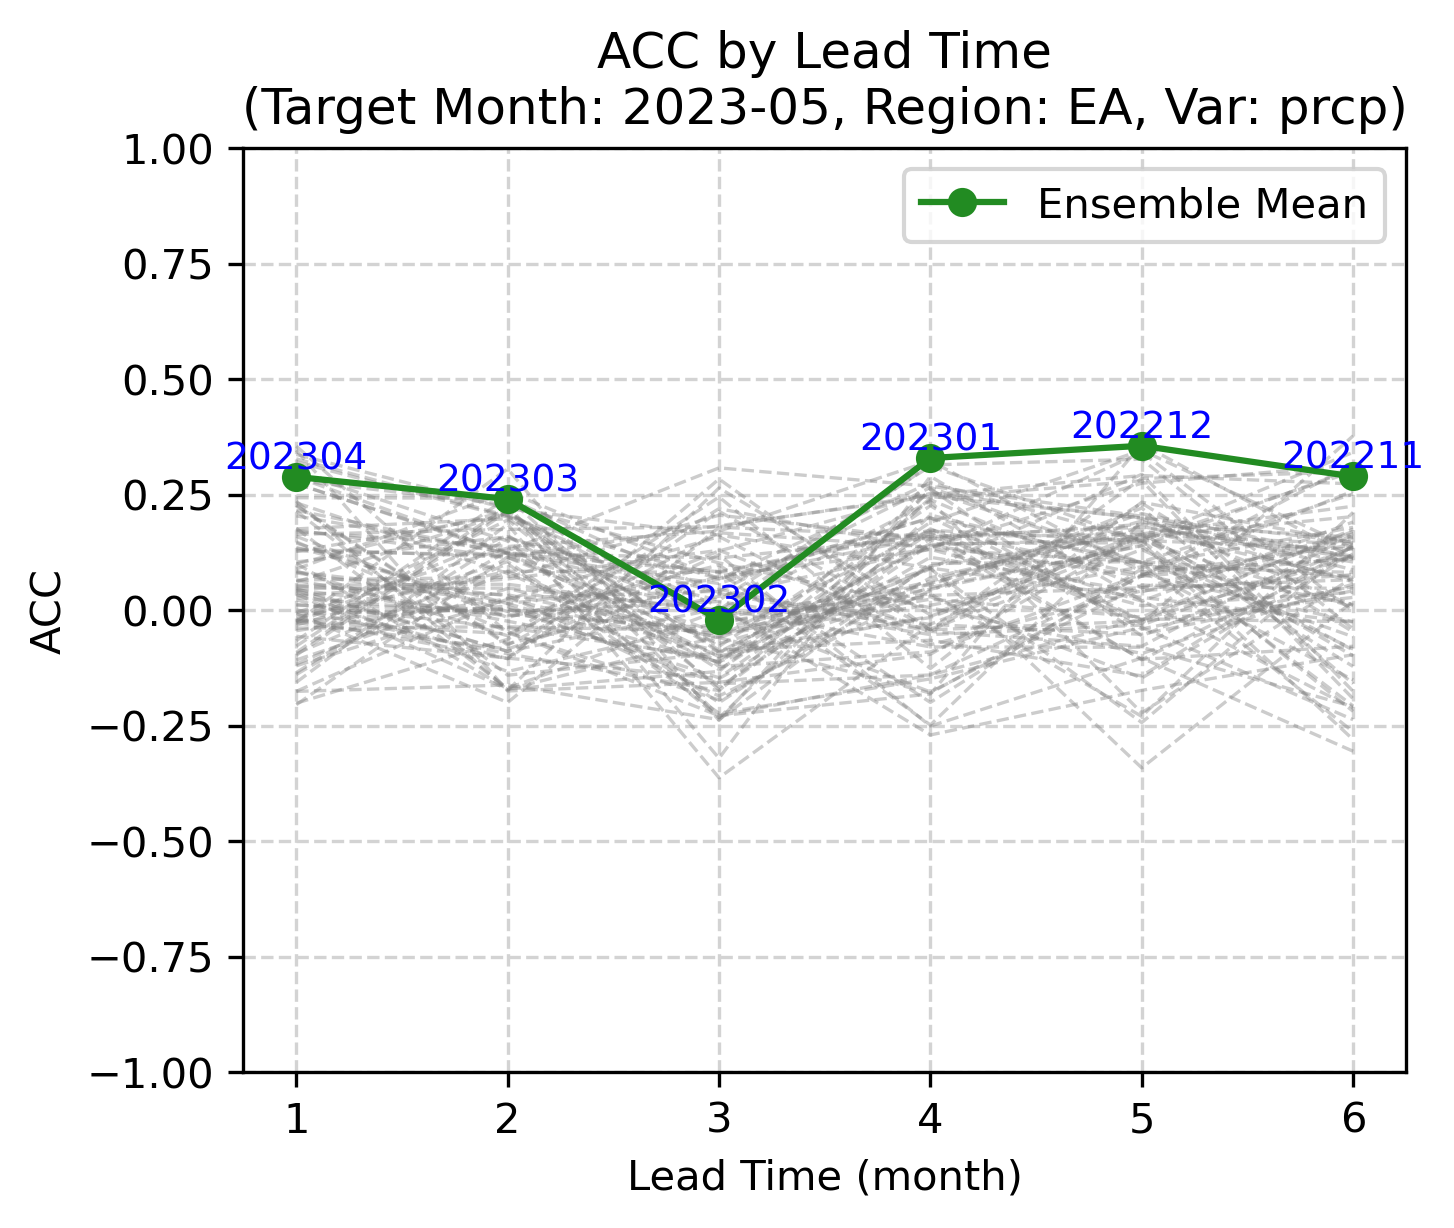 ACC by Lead Time
(Target Month: 2023-05, Region: EA, Var: prcp)
1.00
0.75
0.50
0.25
0.00
−0.25
−0.50
−0.75
−1.00
ACC
Ensemble Mean
202304
202303
202302
202301
202212
202211
1 2 3 4 5 6
Lead Time (month)